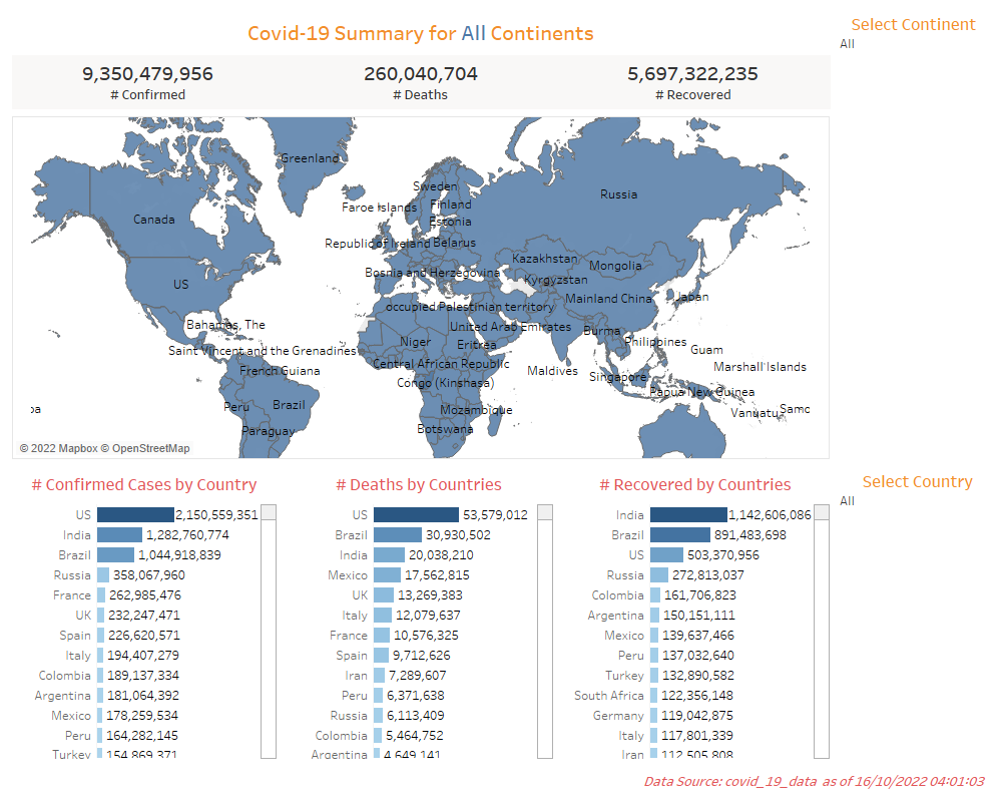 Covid-19 Summary for All Continents
Select Continent
All
9,350,479,956
# Confirmed
260,040,704
# Deaths
5,697,322,235
# Recovered
Greenland
Sweden
Russia
Faroe Islands
Finland
Canada
Estonia
Republic of Ireland
Belarus
Kazakhstan
Mongolia
Bosnia and Herzegovina
Kyrgyzstan
US
Mainland China
Japan
occupied Palestinian territory
Bahamas, The
United Arab Emirates
Burma
Niger
Eritrea
Philippines
Saint Vincent and the Grenadines
Guam
Central African Republic
Marshall Islands
French Guiana
Maldives
Singapore
Congo (Kinshasa)
Papua New Guinea
Peru
Brazil
Mozambique
Vanuatu
Samc
ba
Paraguay
Botswana
© 2022 Mapbox © OpenStreetMap
# Confirmed Cases by Country
US 2,150,559,351
India 1,282,760,774
Brazil 1,044,918,839
Russia 358,067,960
France 262,985,476
UK 232,247,471
Spain 226,620,571
Italy 194,407,279
Colombia 189,137,334
Argentina 181,064,392
Mexico 178,259,534
Peru 164,282,145
Turkey 154,869,371
# Deaths by Countries
US 53,579,012
Brazil 30,930,502
India 20,038,210
Mexico 17,562,815
UK 13,269,383
Italy 12,079,637
France 10,576,325
Spain 9,712,626
Iran 7,289,607
Peru 6,371,638
Russia 6,113,409
Colombia 5,464,752
Argentina 4,649,141
# Recovered by Countries
India 1,142,606,086
Brazil 891,483,698
US 503,370,956
Russia 272,813,037
Colombia 161,706,823
Argentina 150,151,111
Mexico 139,637,466
Peru 137,032,640
Turkey 132,890,582
South Africa 122,356,148
Germany 119,042,875
Italy 117,801,339
Iran 112,505,808
Select Country
All
Data Source: covid_19_data as of 16/10/2022 04:01:03